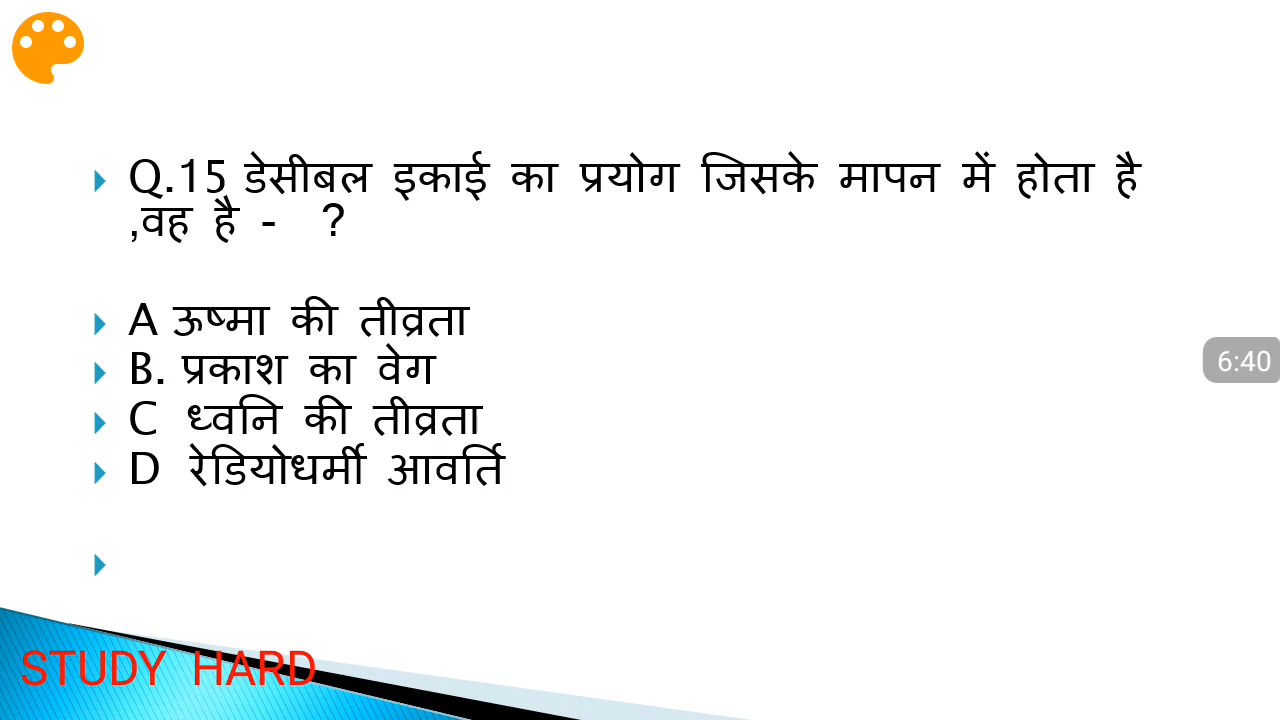 Q.15 डेसीबल इकाई का प्रयोग जिसके मापन में होता है
,वह है - ?
A ऊष्मा की तीव्रता
B. प्रकाश का वेग
C ध्वनि की तीव्रता
D रेडियोधर्मी आवर्ति
6:40
STUDY HARD